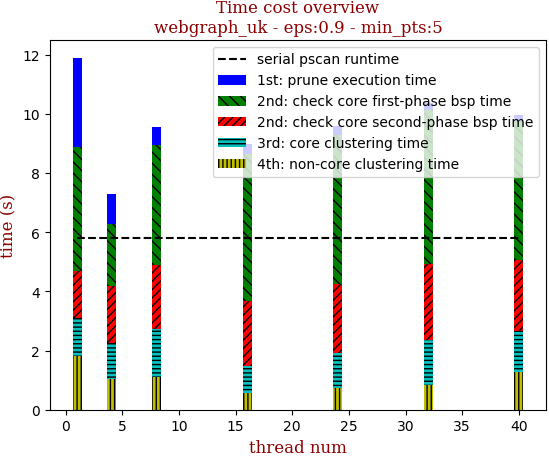 Time cost overview
webgraph_uk - eps:0.9 - min_pts:5
serial pscan runtime
1st: prune execution time
2nd: check core first-phase bsp time
2nd: check core second-phase bsp time
3rd: core clustering time
4th: non-core clustering time
time (s)
12
10
8
6
4
2
0
0 5 10 15 20 25 30 35 40
thread num